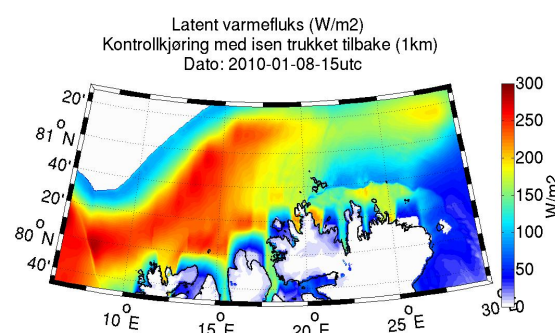 Latent varmefluks (W/m2)
Kontrollkjøring med isen trukket tilbake (1km)
Dato: 2010-01-08-15utc
20'
81 o N
40'
20'
80 o N
40'
10 o E
15 o E
20 o E
25 o E
30 o E
300
250
200
150
100
50
0
W/m2